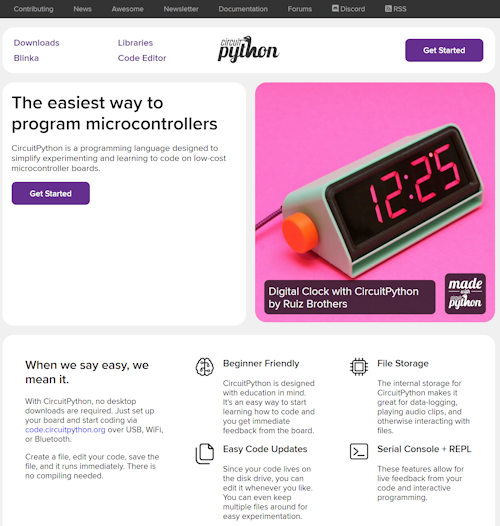 Contributing News Awesome Newsletter Documentation Forums Discord RSS
Downloads Libraries
Blinka Code Editor
circuit
python
Get Started
The easiest way to
program microcontrollers
CircuitPython is a programming language designed to
simplify experimenting and learning to code on low-cost
microcontroller boards.
Get Started
12:25
Digital Clock with CircuitPython
by Ruiz Brothers
made
with
circuit
python
When we say easy, we
mean it.
With CircuitPython, no desktop
downloads are required. Just set up
your board and start coding via
code.circuitpython.org over USB, WiFi,
or Bluetooth.
Create a file, edit your code, save the
file, and it runs immediately. There is
no compiling needed.
Beginner Friendly
CircuitPython is designed
with education in mind.
It's an easy way to start
learning how to code and
you get immediate
feedback from the board.
File Storage
The internal storage for
CircuitPython makes it
great for data-logging,
playing audio clips, and
otherwise interacting with
files.
Easy Code Updates
Since your code lives on
the disk drive, you can
edit it whenever you like.
You can even keep
multiple files around for
easy experimentation.
Serial Console + REPL
These features allow for
live feedback from your
code and interactive
programming.